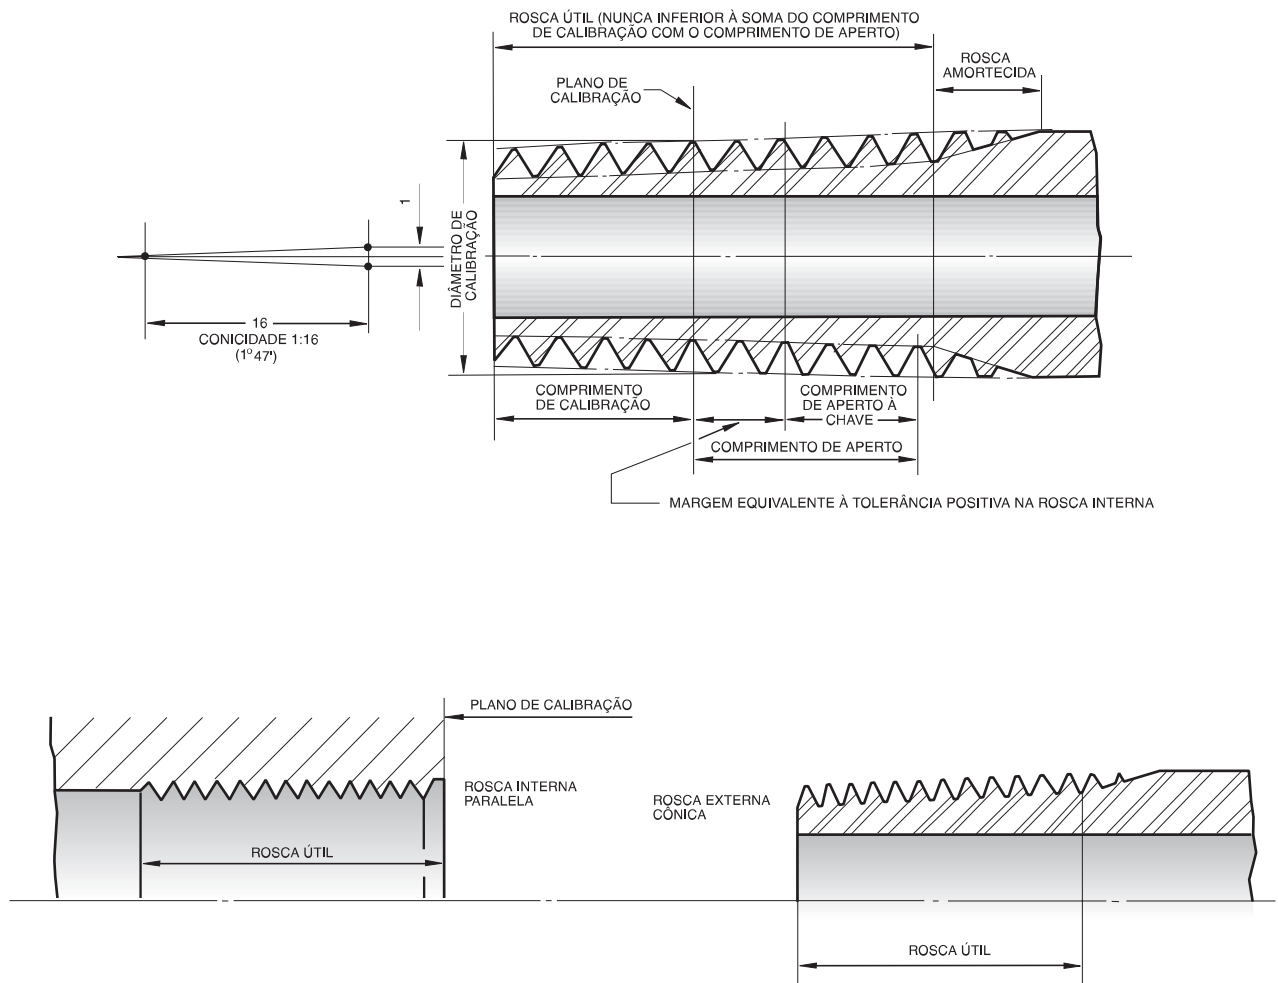 ROSCA ÚTIL (NUNCA INFERIOR À SOMA DO COMPRIMENTO
DE CALIBRAÇÃO COM O COMPRIMENTO DE APERTO)
ROSCA
AMORTECIDA
PLANO DE
CALIBRAÇÃO
1
DIÂMETRO DE
CALIBRAÇÃO
16
CONICIDADE 1:16
(1º 47')
COMPRIMENTO
DE CALIBRAÇÃO
COMPRIMENTO
DE APERTO À
CHAVE
COMPRIMENTO DE APERTO
MARGEM EQUIVALENTE À TOLERÂNCIA POSITIVA NA ROSCA INTERNA
PLANO DE CALIBRAÇÃO
ROSCA INTERNA
PARALELA
ROSCA EXTERNA
CÔNICA
ROSCA ÚTIL
ROSCA ÚTIL